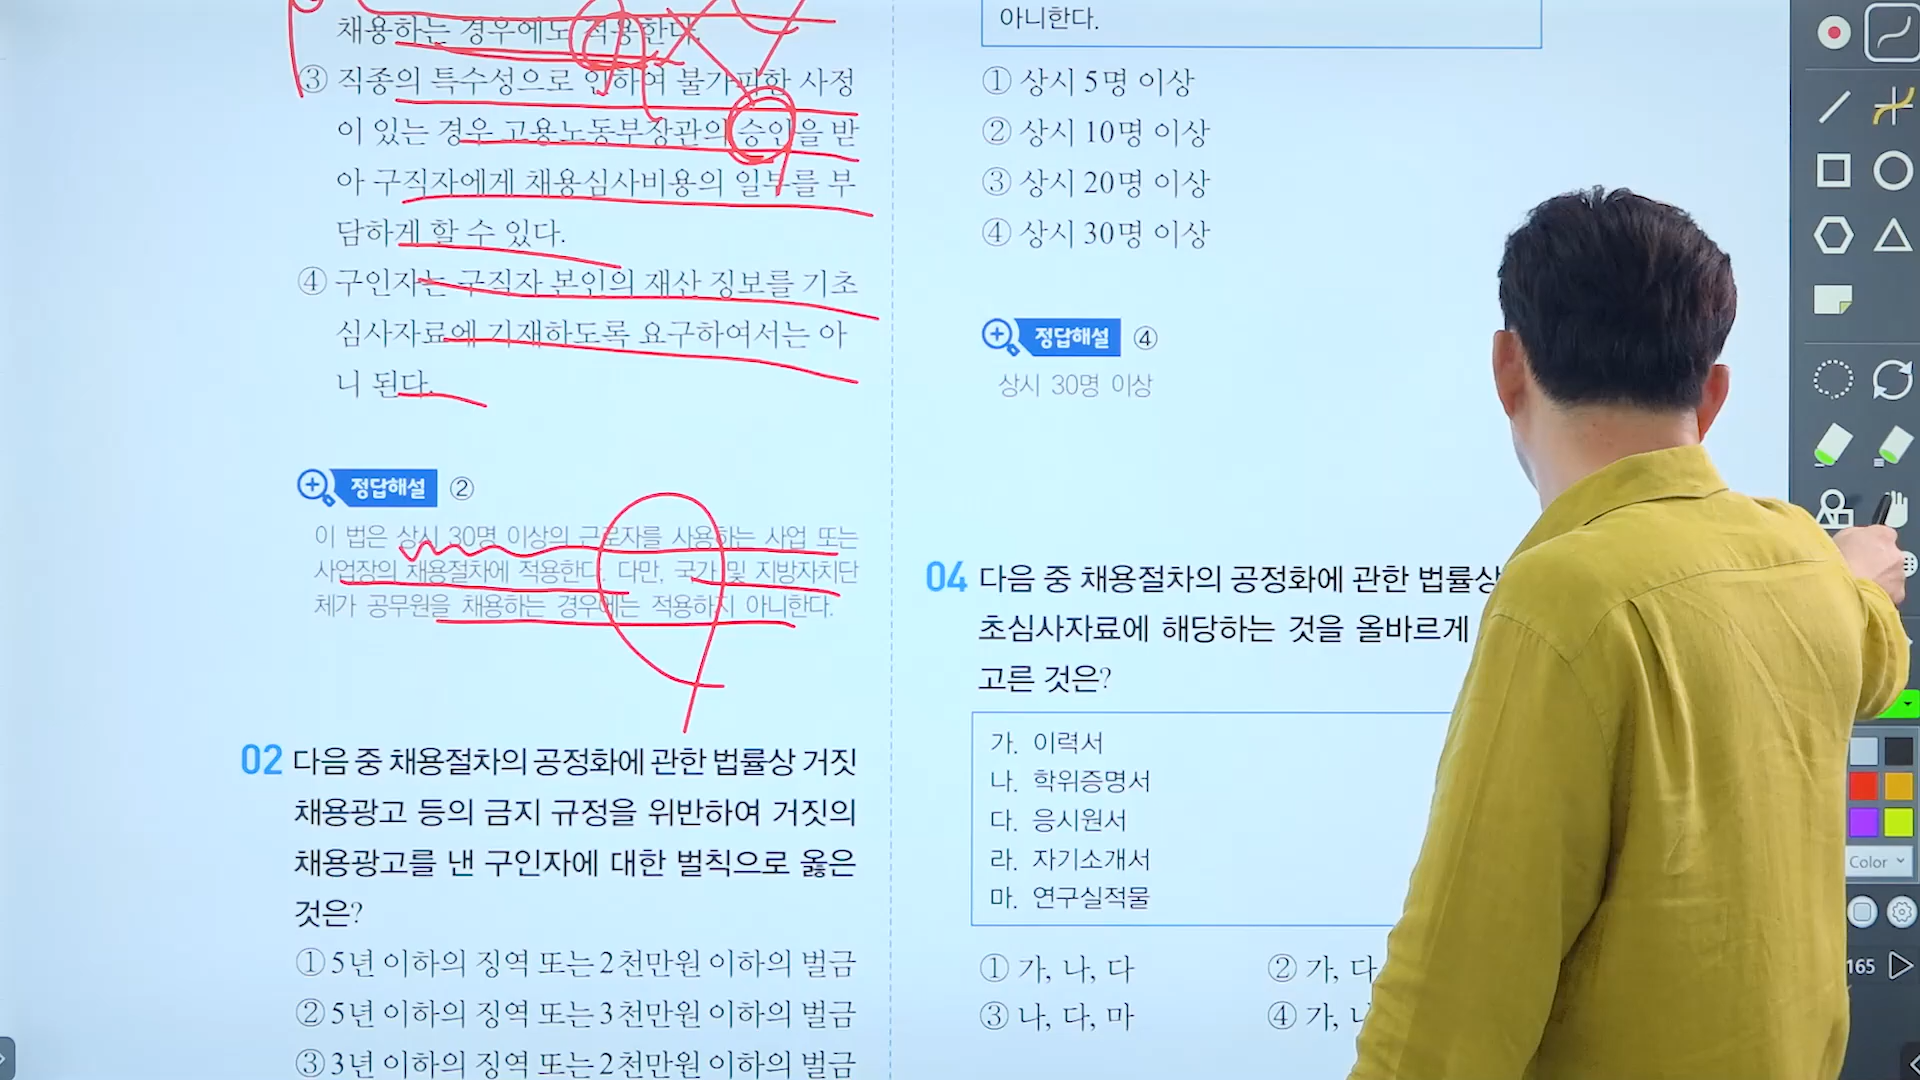 채용하는 경우에도 적용한다.
③ 직종의 특수성으로 인하여 불가피한 사정
이 있는 경우 고용노동부장관의 승인을 받
아 구직자에게 채용심사비용의 일부를 부
담하게 할 수 있다.
④ 구인자는 구직자 본인의 재산 정보를 기초
심사자료에 기재하도록 요구하여서는 아
니 된다.
정답해설 ②
이 법은 상시 30명 이상의 근로자를 사용하는 사업 또는
사업장의 채용절차에 적용한다. 다만, 국가 및 지방자치단
체가 공무원을 채용하는 경우에는 적용하지 아니한다.
02 다음 중 채용절차의 공정화에 관한 법률상 거짓
채용광고 등의 금지 규정을 위반하여 거짓의
채용광고를 낸 구인자에 대한 벌칙으로 옳은
것은?
① 5년 이하의 징역 또는 2천만원 이하의 벌금
② 5년 이하의 징역 또는 3천만원 이하의 벌금
③ 3년 이하의 징역 또는 2천만원 이하의 벌금
아니한다.
① 상시 5명 이상
② 상시 10명 이상
③ 상시 20명 이상
④ 상시 30명 이상
정답해설 ④
상시 30명 이상
04 다음 중 채용절차의 공정화에 관한 법률상
초심사자료에 해당하는 것을 올바르게
고른 것은?
가. 이력서
나. 학위증명서
다. 응시원서
라. 자기소개서
마. 연구실적물
① 가, 나, 다
② 가, 다
③ 나, 다, 마
④ 가,
Color
165